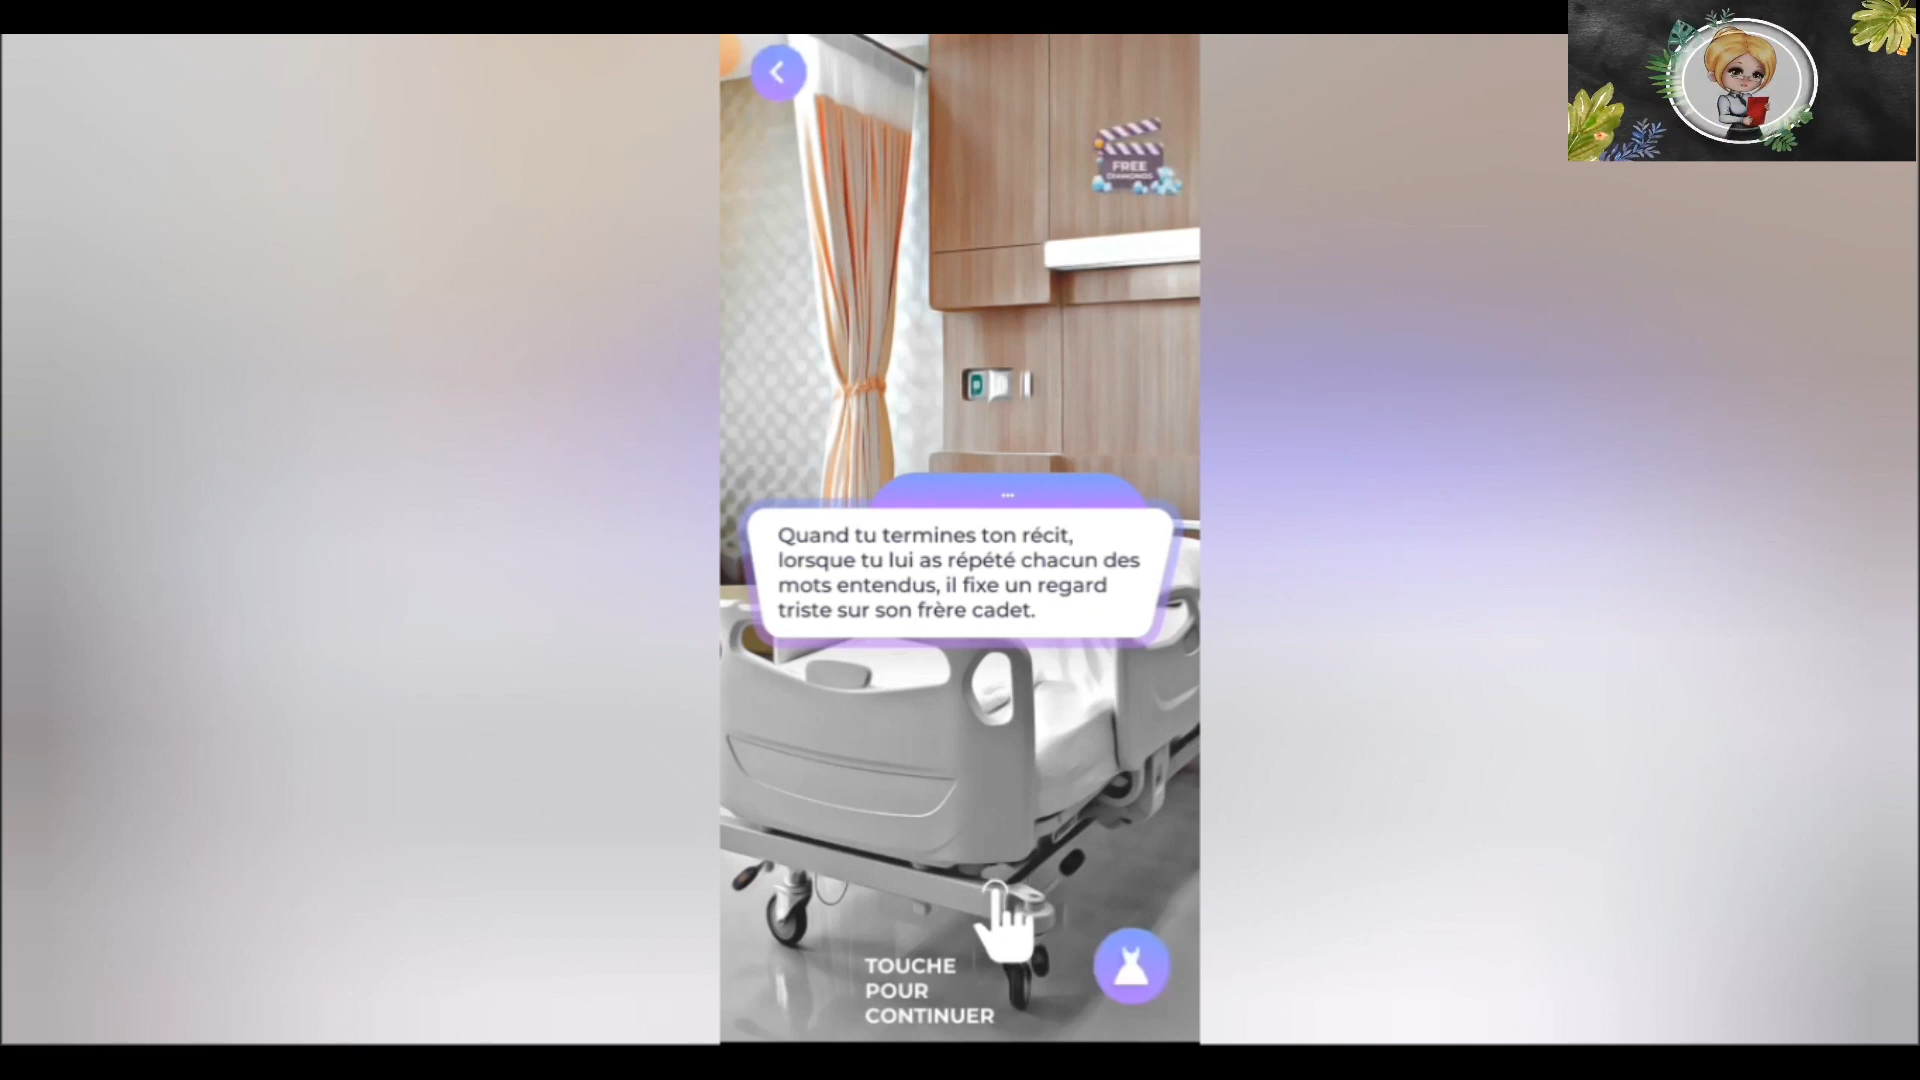 FREE
DIAMONDS
...
Quand tu termines ton récit,
lorsque tu lui as répété chacun des
mots entendus, il fixe un regard
triste sur son frère cadet.
TOUCHE
POUR
CONTINUER